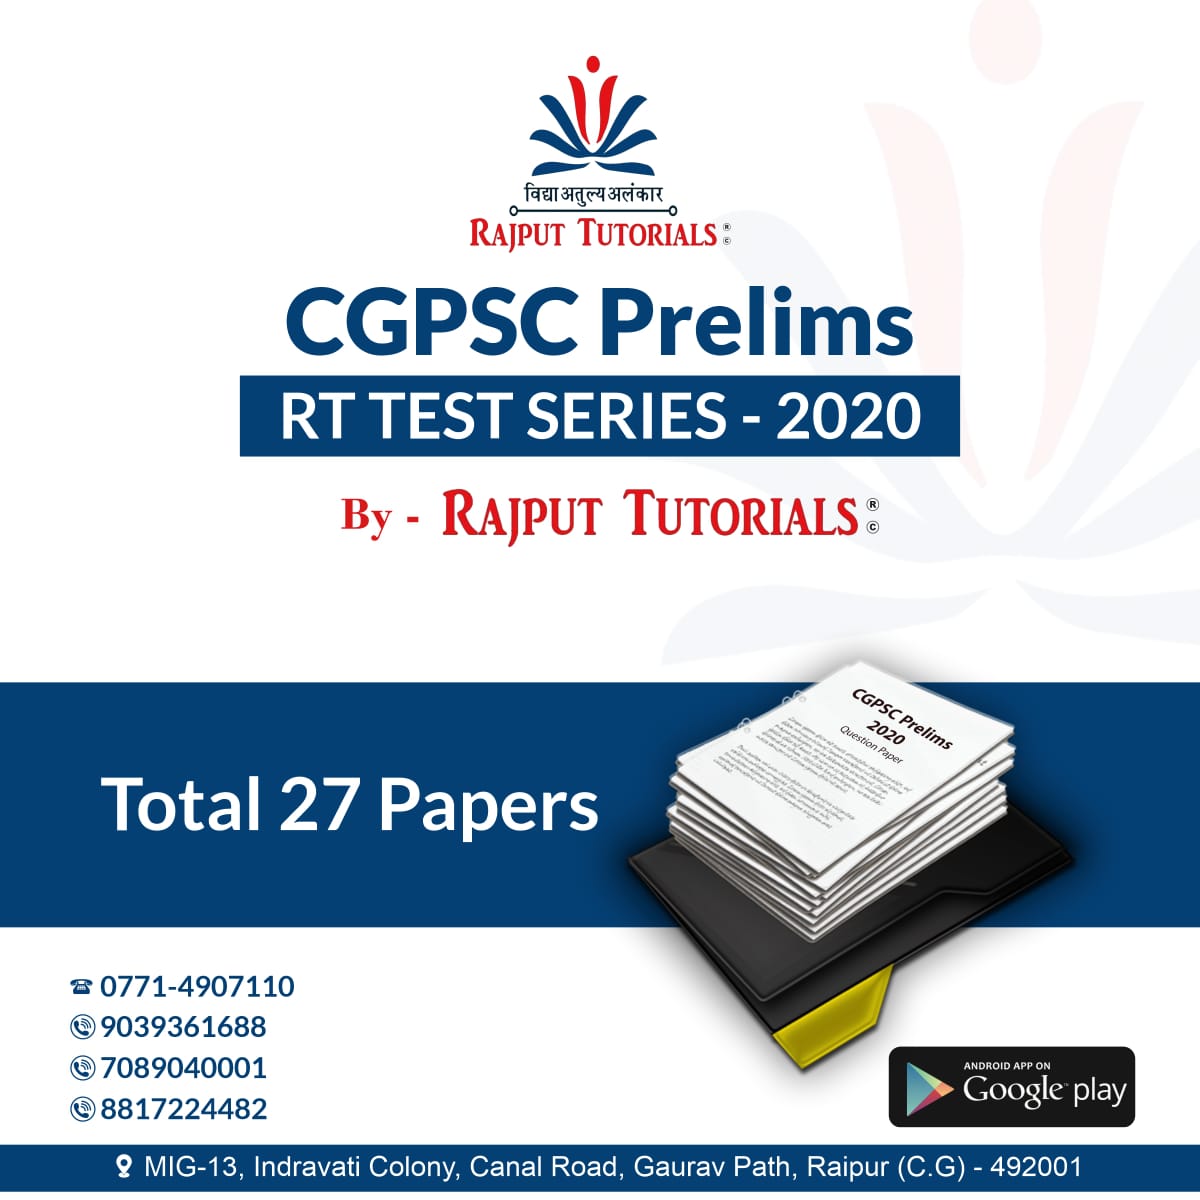 विद्या अतुल्य अलंकार
RAJPUT TUTORIALS ® ©
CGPSC Prelims
RT TEST SERIES - 2020
By - RAJPUT TUTORIALS ® ©
CGPSC Prelims
2020
Question Paper
Total 27 Papers
0771-4907110
9039361688
7089040001
8817224482
ANDROID APP ON
Google play
MIG-13, Indravati Colony, Canal Road, Gaurav Path, Raipur (C.G) - 492001